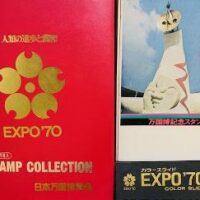 人類の進歩と調和
EXPO'70
AMP COLLECTION
日本万国博覧会
万国博記念スタン
カラースライド
EXPO'70
COLOR SLI